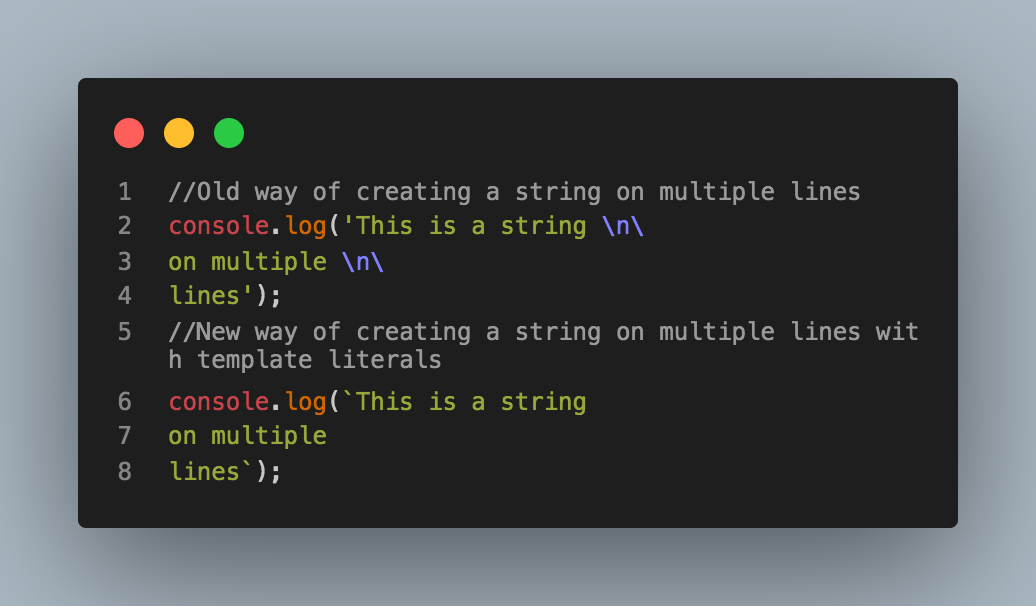 1 //Old way of creating a string on multiple lines
2 console.log('This is a string \n\
3 on multiple \n\
4 lines');
5 //New way of creating a string on multiple lines wit
h template literals
6 console.log(`This is a string
7 on multiple
8 lines`);